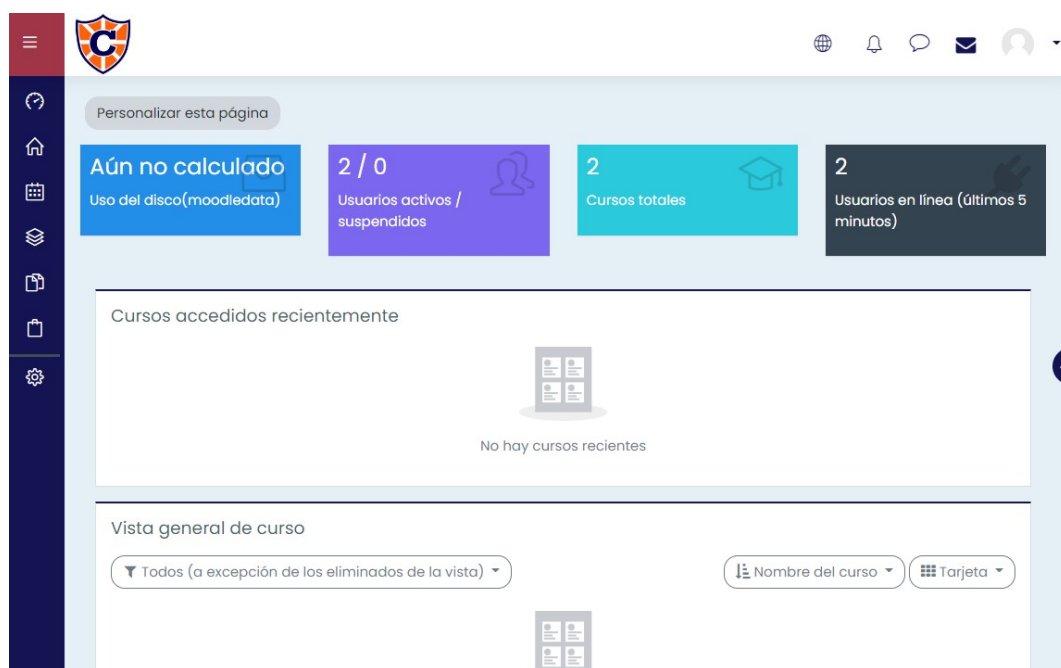 C
Personalizar esta página
Aún no calculado
Uso del disco(moodledata)
2 / 0
Usuarios activos /
suspendidos
2
Cursos totales
2
Usuarios en línea (últimos 5
minutos)
Cursos accedidos recientemente
No hay cursos recientes
Vista general de curso
Todos (a excepción de los eliminados de la vista)
Nombre del curso
Tarjeta